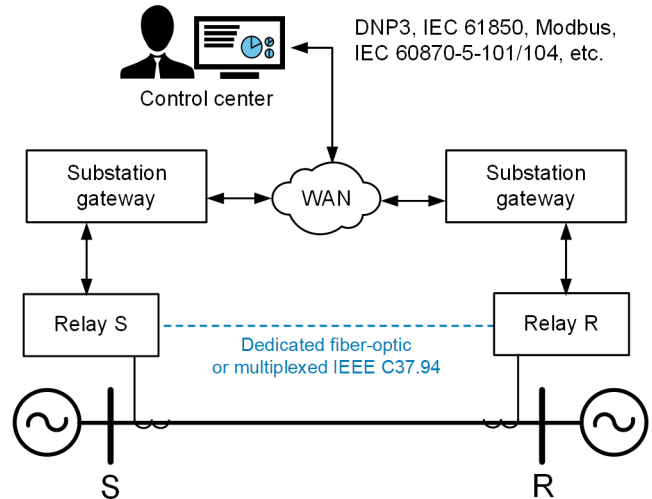 DNP3, IEC 61850, Modbus,
IEC 60870-5-101/104, etc.
Control center
Substation
gateway
WAN
Substation
gateway
Relay S
Relay R
Dedicated fiber-optic
or multiplexed IEEE C37.94
S
R